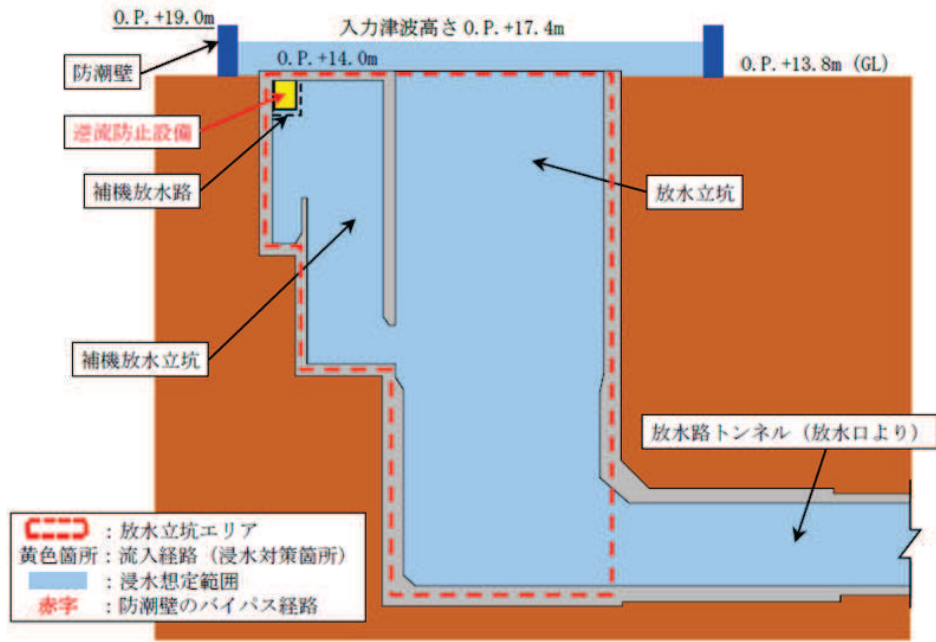 O.P.+19.0m
入力津波高さO.P.+17.4m
防潮壁
O.P.+14.0m
O.P.+13.8m (GL)
逆流防止設備
補機放水路
放水立坑
補機放水立坑
放水路トンネル（放水口より）
：放水立坑エリア
黄色箇所：流入経路（浸水対策箇所）
：浸水想定範囲
赤字：防潮壁のバイパス経路